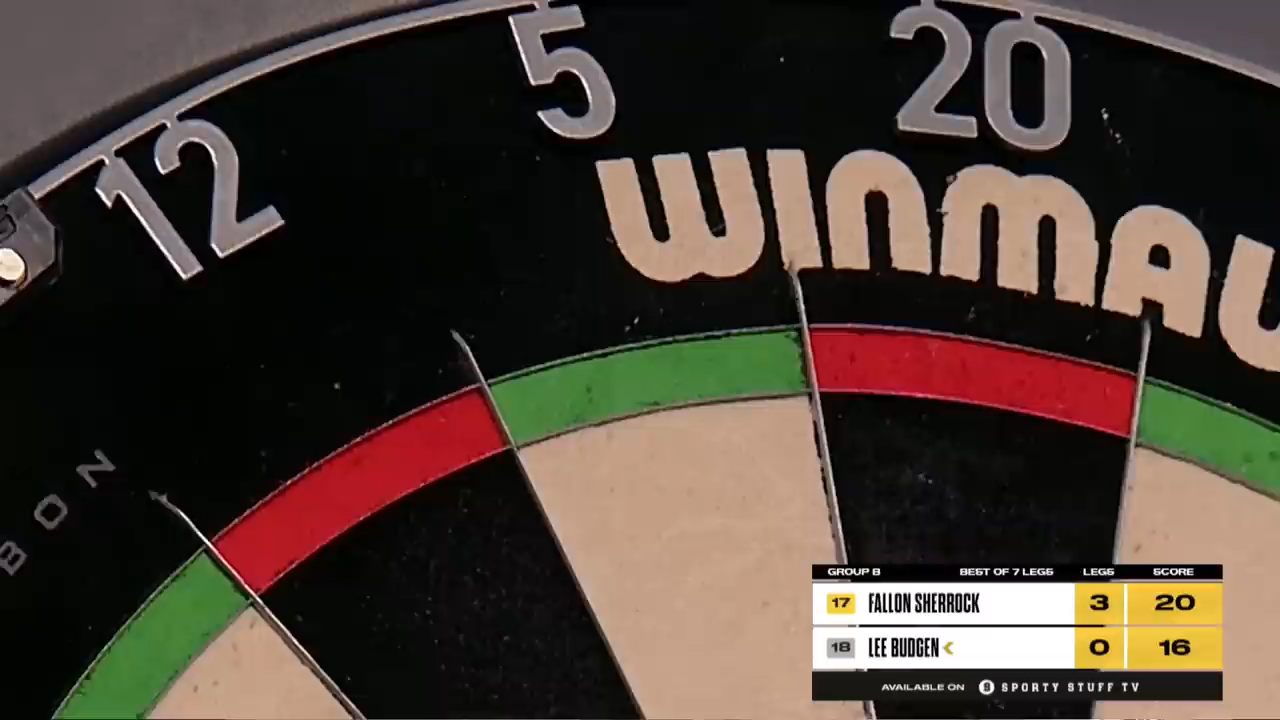 5 20
12
WINMAU
BON
GROUP B BEST OF 7 LEGS LEGS SCORE
17 FALLON SHERROCK 3 20
18 LEE BUDGEN 0 16
AVAILABLE ON SPORTY STUFF TV